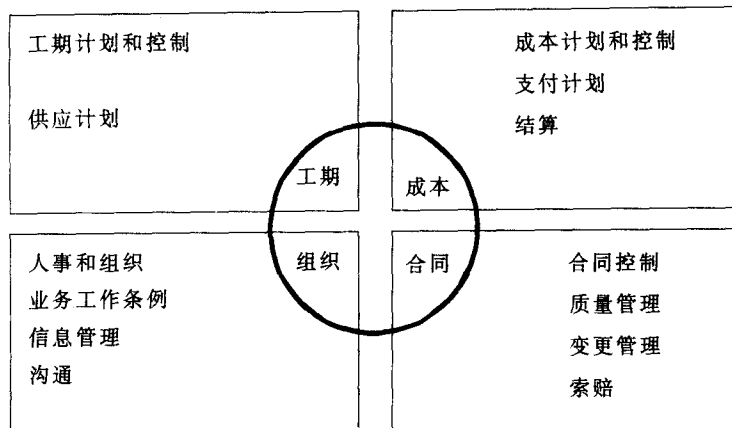 工期计划和控制
供应计划
工期
成本计划和控制
支付计划
结算
成本
人事和组织
业务工作条例
信息管理
沟通
组织
合同
合同控制
质量管理
变更管理
索赔